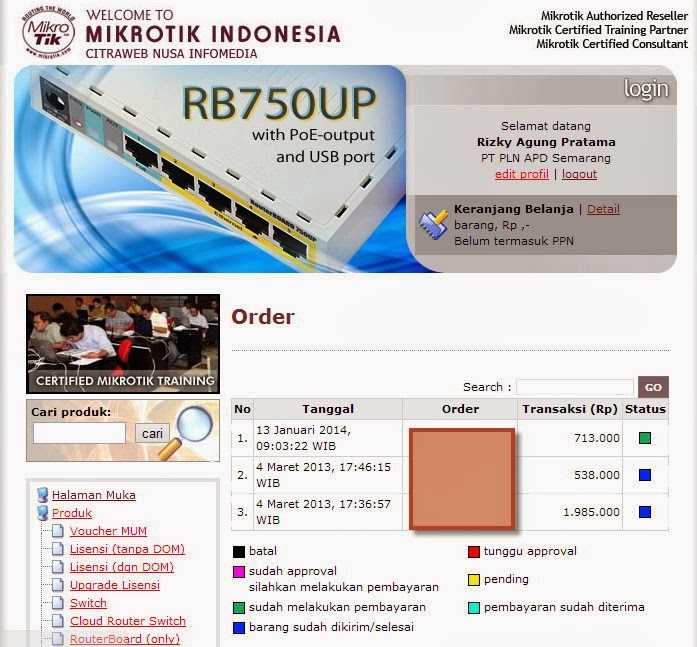 ROUTING THE WORLD
Mikro
Tik
www.mikrotik.com
WELCOME TO
MIKROTIK INDONESIA
CITRAWEB NUSA INFOMEDIA
Mikrotik Authorized Reseller
Mikrotik Certified Training Partner
Mikrotik Certified Consultant
RB750UP
with PoE-output
and USB port
login
Selamat datang
Rizky Agung Pratama
PT PLN APD Semarang
edit profil | logout
Keranjang Belanja | Detail
barang, Rp ,-
Belum termasuk PPN
CERTIFIED MIKROTIK TRAINING
Cari produk:
cari
Halaman Muka
Produk
Voucher MUM
Lisensi (tanpa DOM)
Lisensi (dgn DOM)
Upgrade Lisensi
Switch
Cloud Router Switch
RouterBoard (only)
Order
Search : GO
No Tanggal Order Transaksi (Rp) Status
1. 13 Januari 2014, 09:03:22 WIB 713.000
2. 4 Maret 2013, 17:46:15 WIB 538.000
3. 4 Maret 2013, 17:36:57 WIB 1.985.000
batal
tunggu approval
sudah approval
silahkan melakukan pembayaran
pending
sudah melakukan pembayaran
pembayaran sudah diterima
barang sudah dikirim/selesai